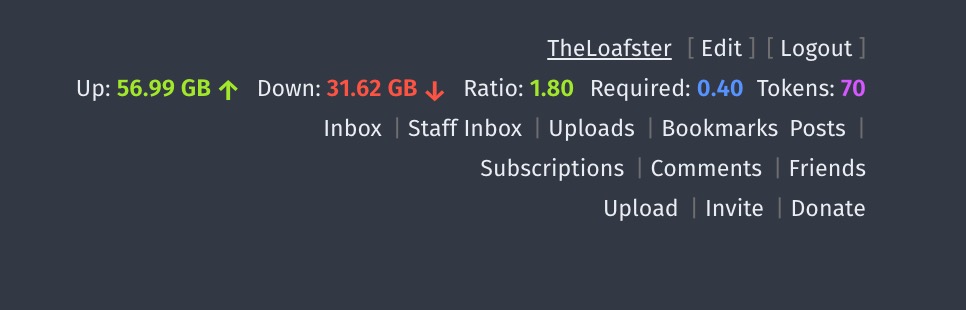 TheLoafster [ Edit ] [ Logout ]
Up: 56.99 GB ↑ Down: 31.62 GB ↓ Ratio: 1.80 Required: 0.40 Tokens: 70
Inbox | Staff Inbox | Uploads | Bookmarks Posts |
Subscriptions | Comments | Friends
Upload | Invite | Donate